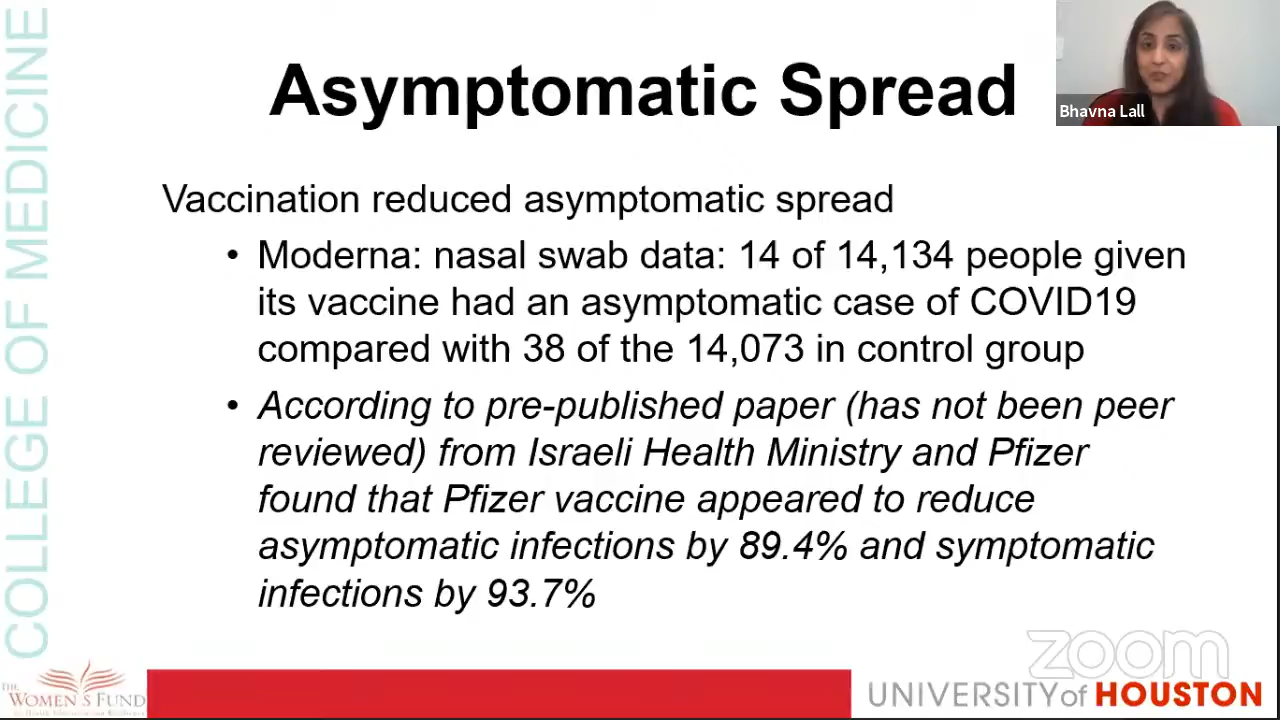 COLLEGE OF MEDICINE
Asymptomatic Spread
Bhavna Lall
Vaccination reduced asymptomatic spread
• Moderna: nasal swab data: 14 of 14,134 people given
its vaccine had an asymptomatic case of COVID19
compared with 38 of the 14,073 in control group
• According to pre-published paper (has not been peer
reviewed) from Israeli Health Ministry and Pfizer
found that Pfizer vaccine appeared to reduce
asymptomatic infections by 89.4% and symptomatic
infections by 93.7%
zoom
THE
WOMEN'S FUND
UNIVERSITY of HOUSTON